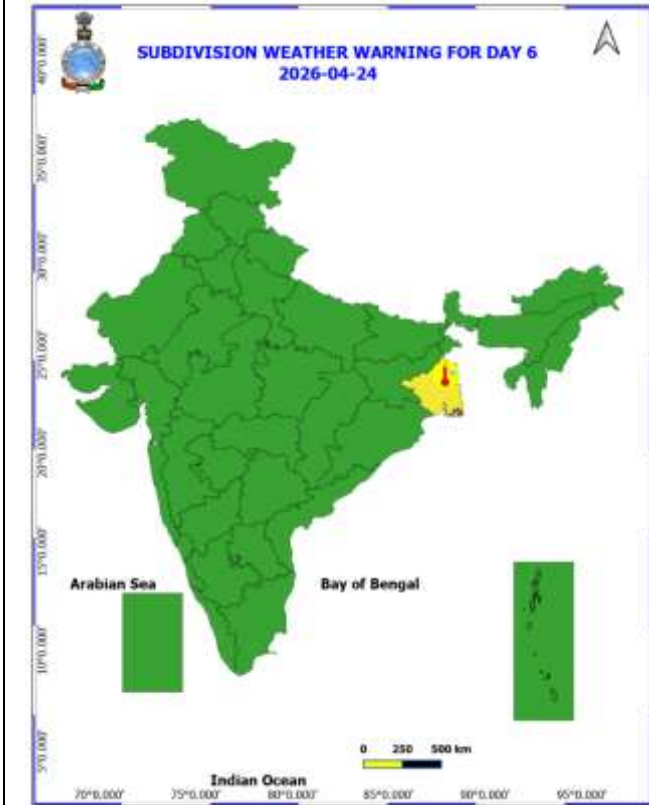 SUBDIVISION WEATHER WARNING FOR DAY 6
2026-04-24
40°0.000'
35°0.000'
30°0.000'
25°0.000'
20°0.000'
15°0.000'
10°0.000'
5°0.000'
Arabian Sea
Bay of Bengal
0 250 500 km
Indian Ocean
70°0.000' 75°0.000' 80°0.000' 85°0.000' 90°0.000' 95°0.000'